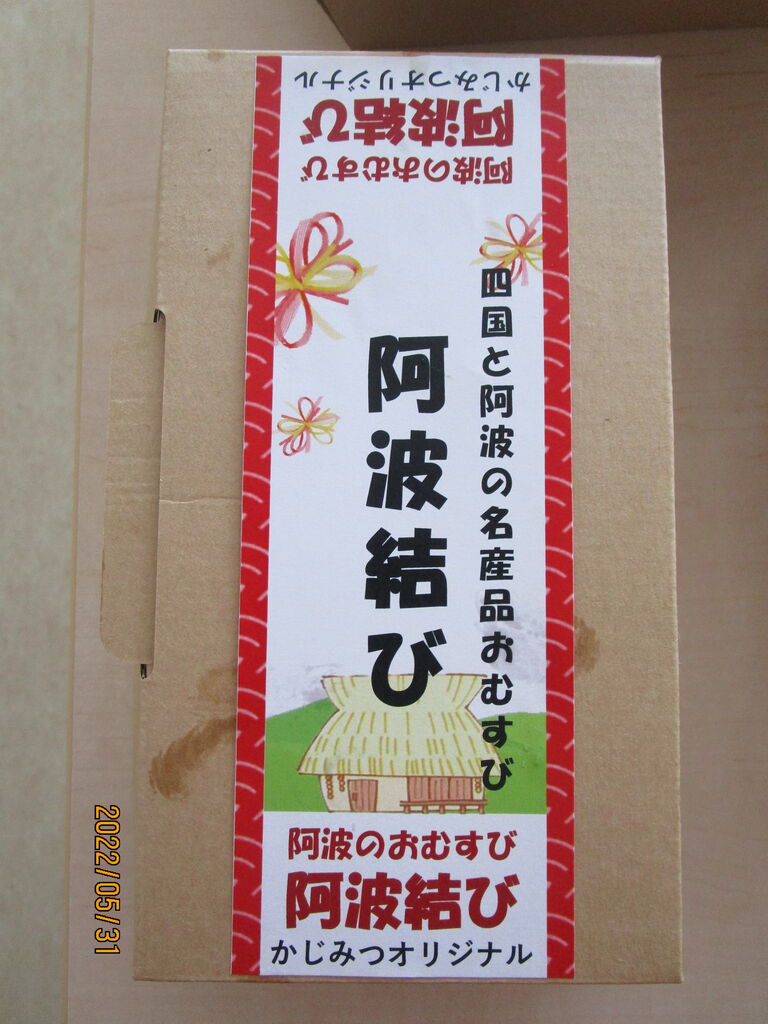 かじみつオリジナル
阿波結び
阿波のおむすび
四国と阿波の名産品おむすび
阿波結び
阿波のおむすび
阿波結び
かじみつオリジナル
2022/05/31